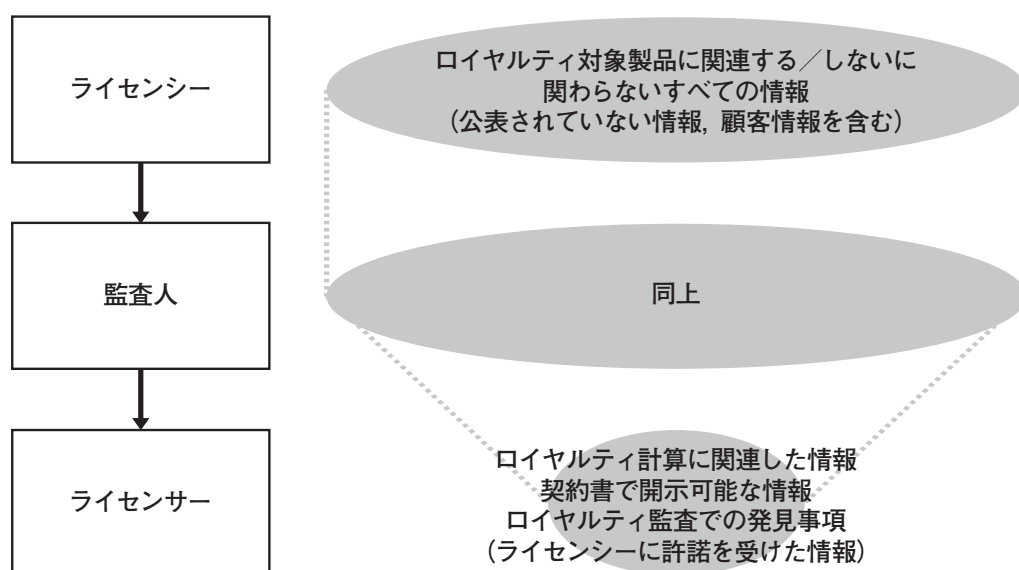 ライセンシー
ロイヤルティ対象製品に関連する／しないに
関わらないすべての情報
（公表されていない情報，顧客情報を含む）
監査人
同上
ライセンサー
ロイヤルティ計算に関連した情報
契約書で開示可能な情報
ロイヤルティ監査での発見事項
（ライセンシーに許諾を受けた情報）